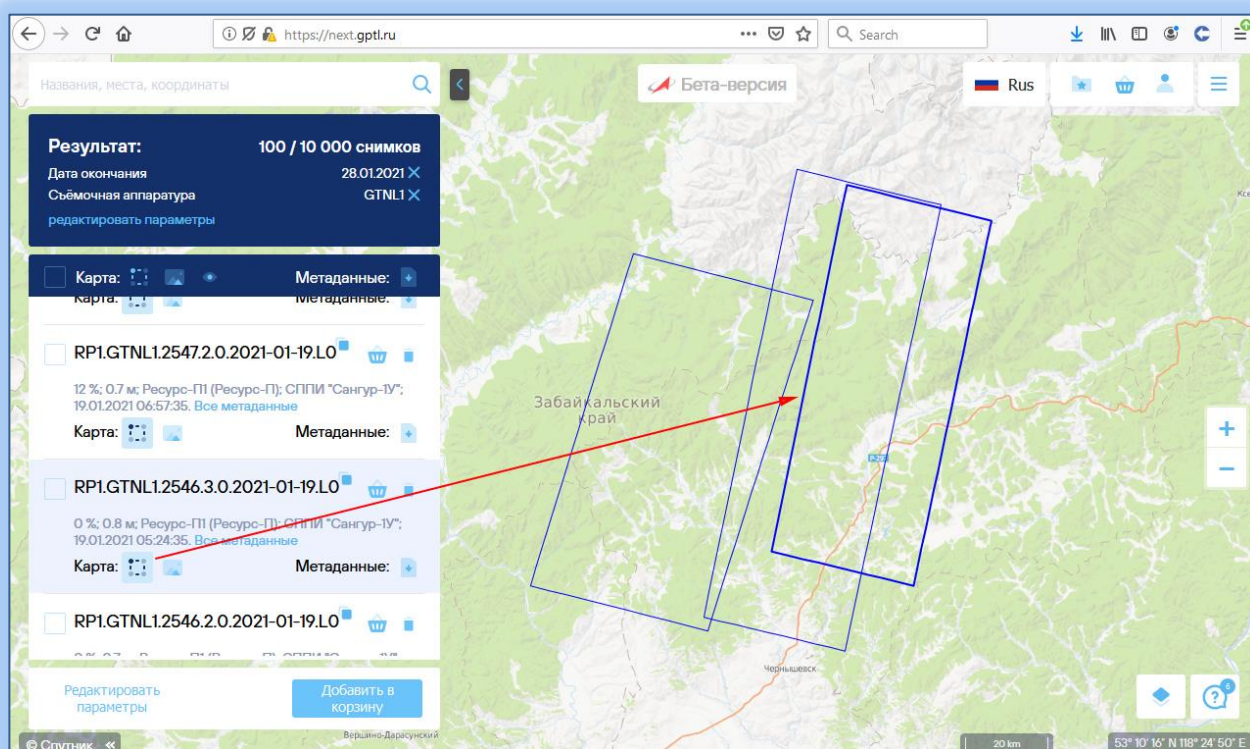 https://next.gptl.ru
Search
Названия, места, координаты
Бета-версия
Rus
Результат: 100 / 10 000 снимков
Дата окончания 28.01.2021
Съёмочная аппаратура GTNL1
редактировать параметры
Карта: Метаданные:
Карта: Метаданные:
RP1.GTNL1.2547.2.0.2021-01-19.L0
12 %; 0.7 м; Ресурс-П1 (Ресурс-П); СППИ "Сангур-1У";
19.01.2021 06:57:35. Все метаданные
Карта: Метаданные:
RP1.GTNL1.2546.3.0.2021-01-19.L0
0 %; 0.8 м; Ресурс-П1 (Ресурс-П); СППИ "Сангур-1У";
19.01.2021 05:24:35. Все метаданные
Карта: Метаданные:
RP1.GTNL1.2546.2.0.2021-01-19.L0
Редактировать
параметры
Добавить в
корзину
Забайкальский
край
Чернышевск
Вершино-Дарасунский
© Спутник «
20 km
53° 10' 16" N 118° 24' 50" E
6